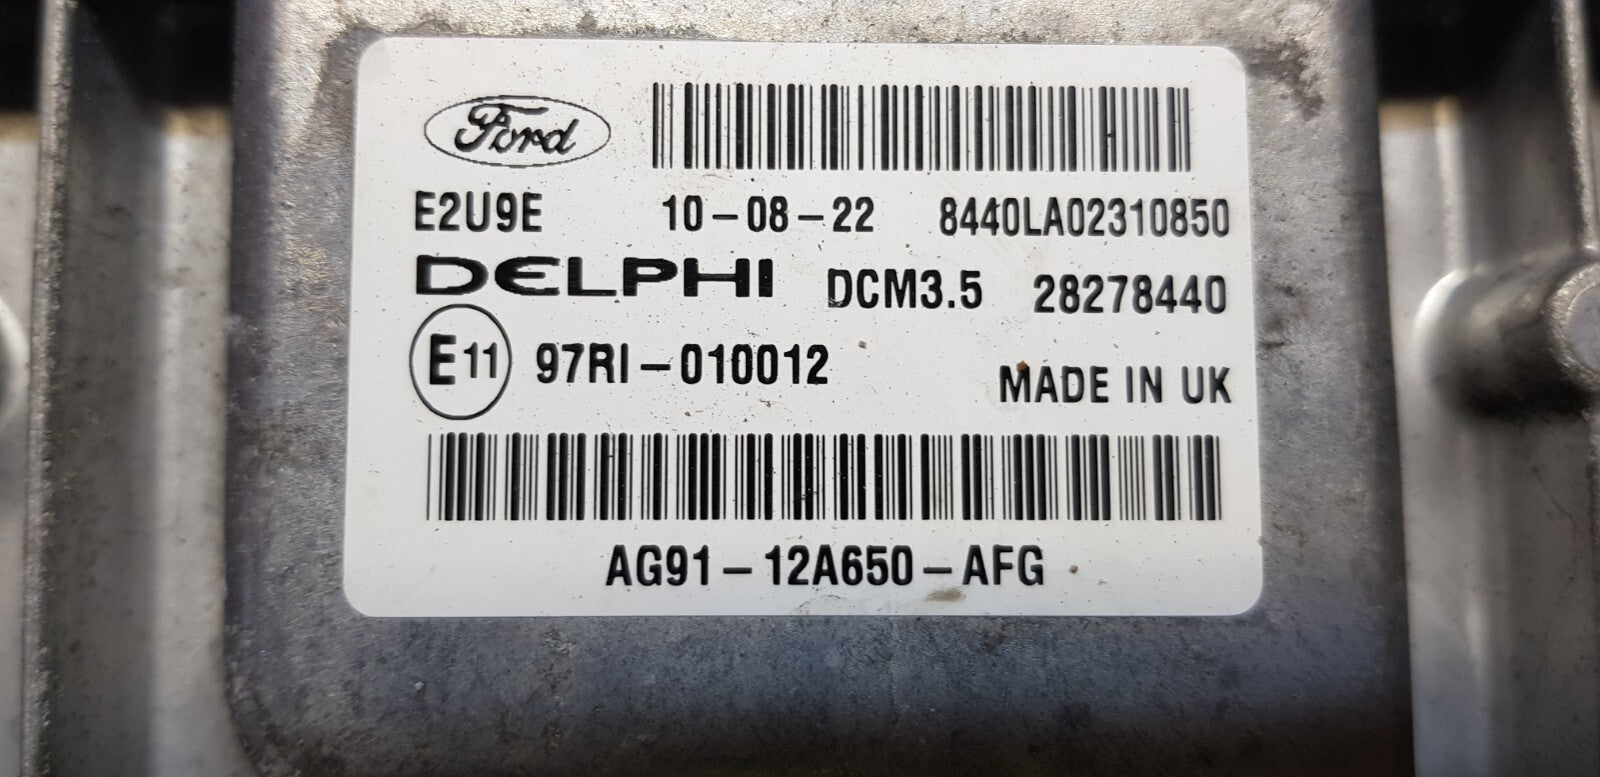 Ford
E2U9E 10-08-22 8440LA02310850
DELPHI DCM3.5 28278440
E11 97RI-010012
MADE IN UK
AG91-12A650-AFG